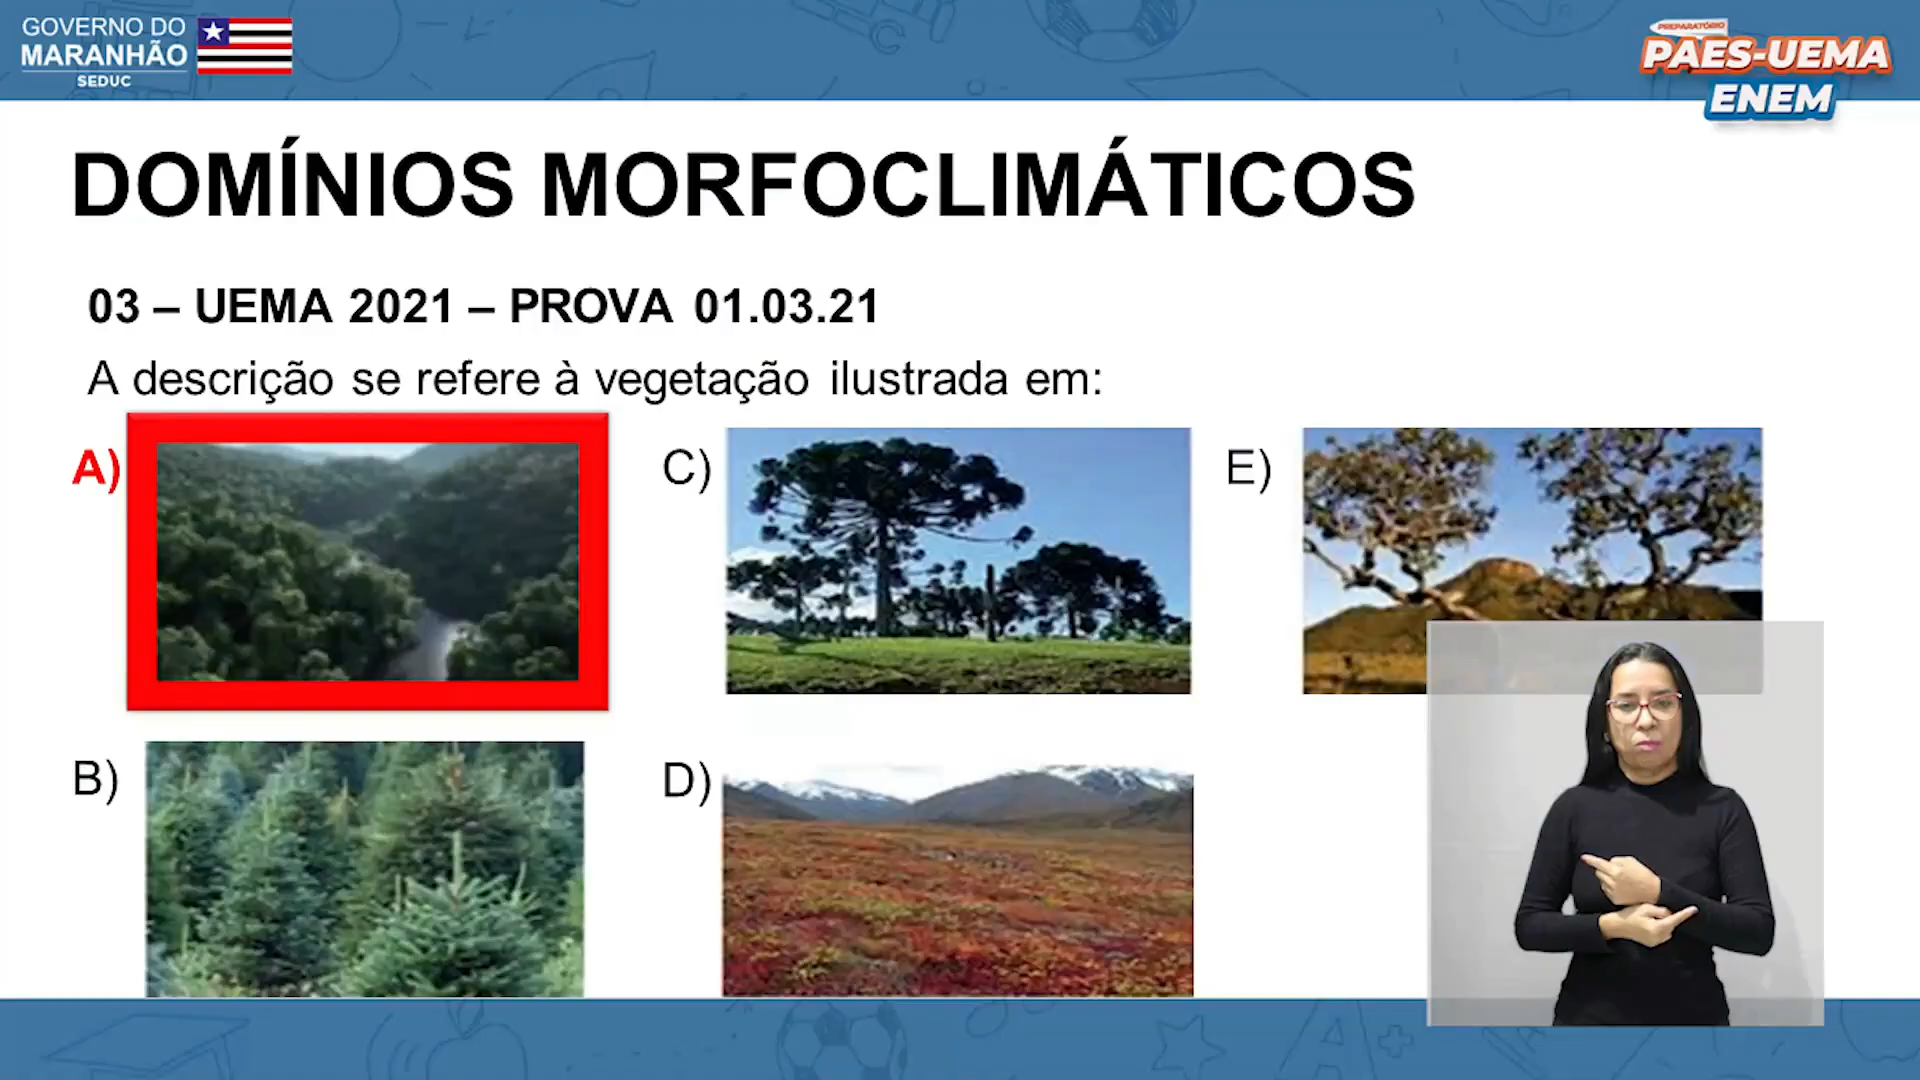 GOVERNO DO
MARANHÃO
SEDUC
PREPARATÓRIO
PAES-UEMA
ENEM
DOMÍNIOS MORFOCLIMÁTICOS
03 – UEMA 2021 – PROVA 01.03.21
A descrição se refere à vegetação ilustrada em:
A)
C)
E)
B)
D)